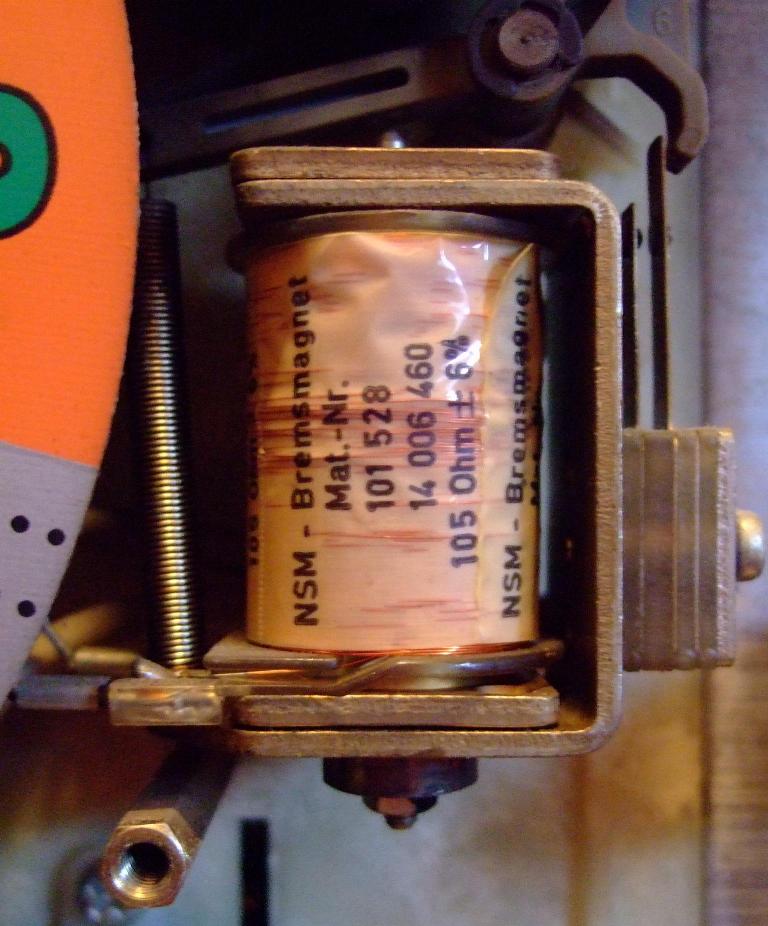 NSM - Bremsmagnet
Mat.-Nr.
101 528
14 006 460
105 Ohm ± 6%
NSM - Bremsmagnet